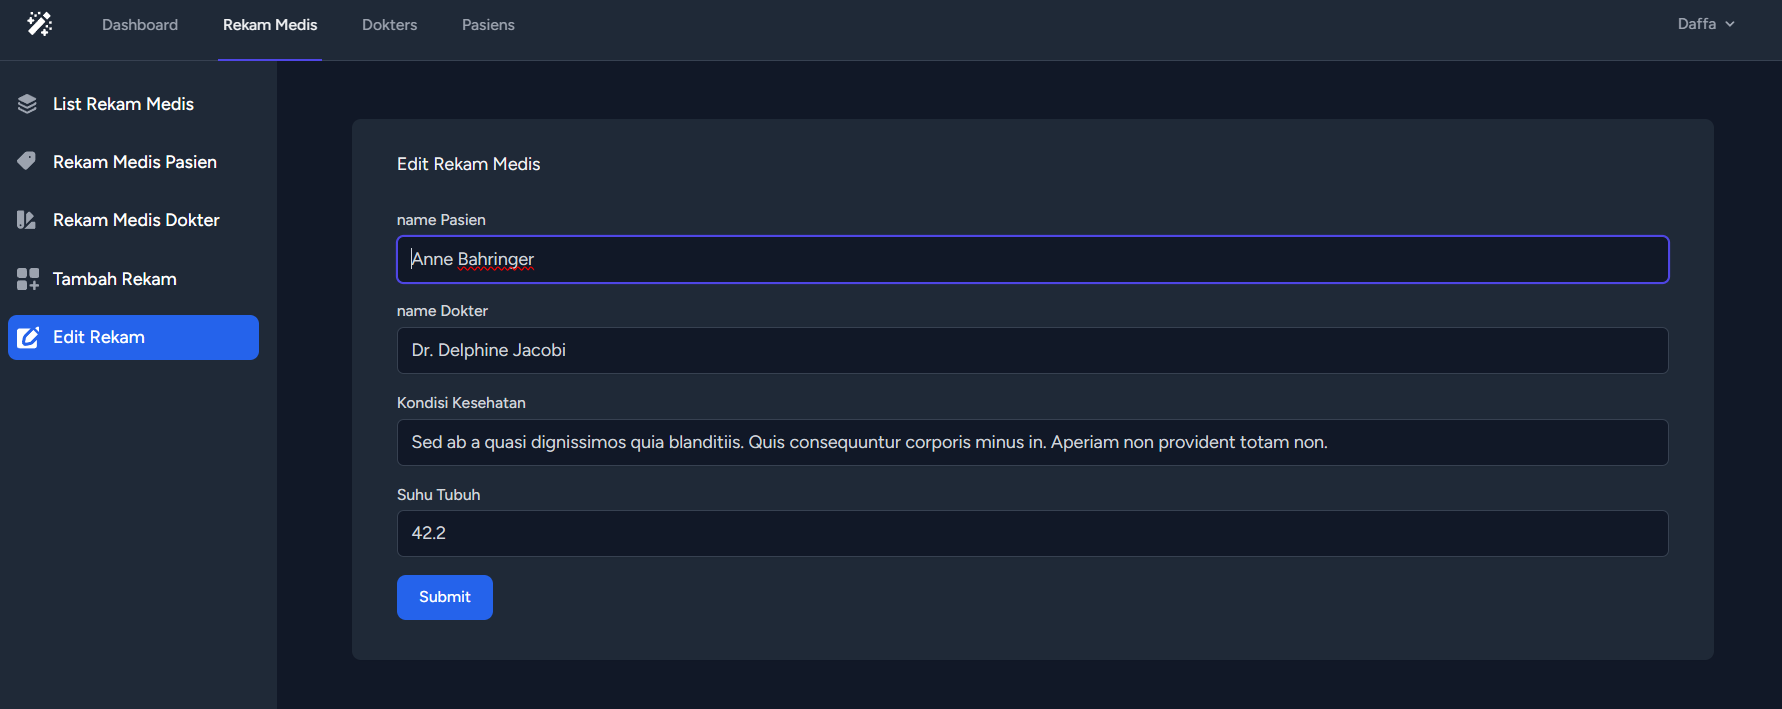 Dashboard Rekam Medis Dokters Pasiens Daffa
List Rekam Medis
Rekam Medis Pasien
Rekam Medis Dokter
Tambah Rekam
Edit Rekam
Edit Rekam Medis
name Pasien
Anne Bahringer
name Dokter
Dr. Delphine Jacobi
Kondisi Kesehatan
Sed ab a quasi dignissimos quia blanditiis. Quis consequuntur corporis minus in. Aperiam non provident totam non.
Suhu Tubuh
42.2
Submit